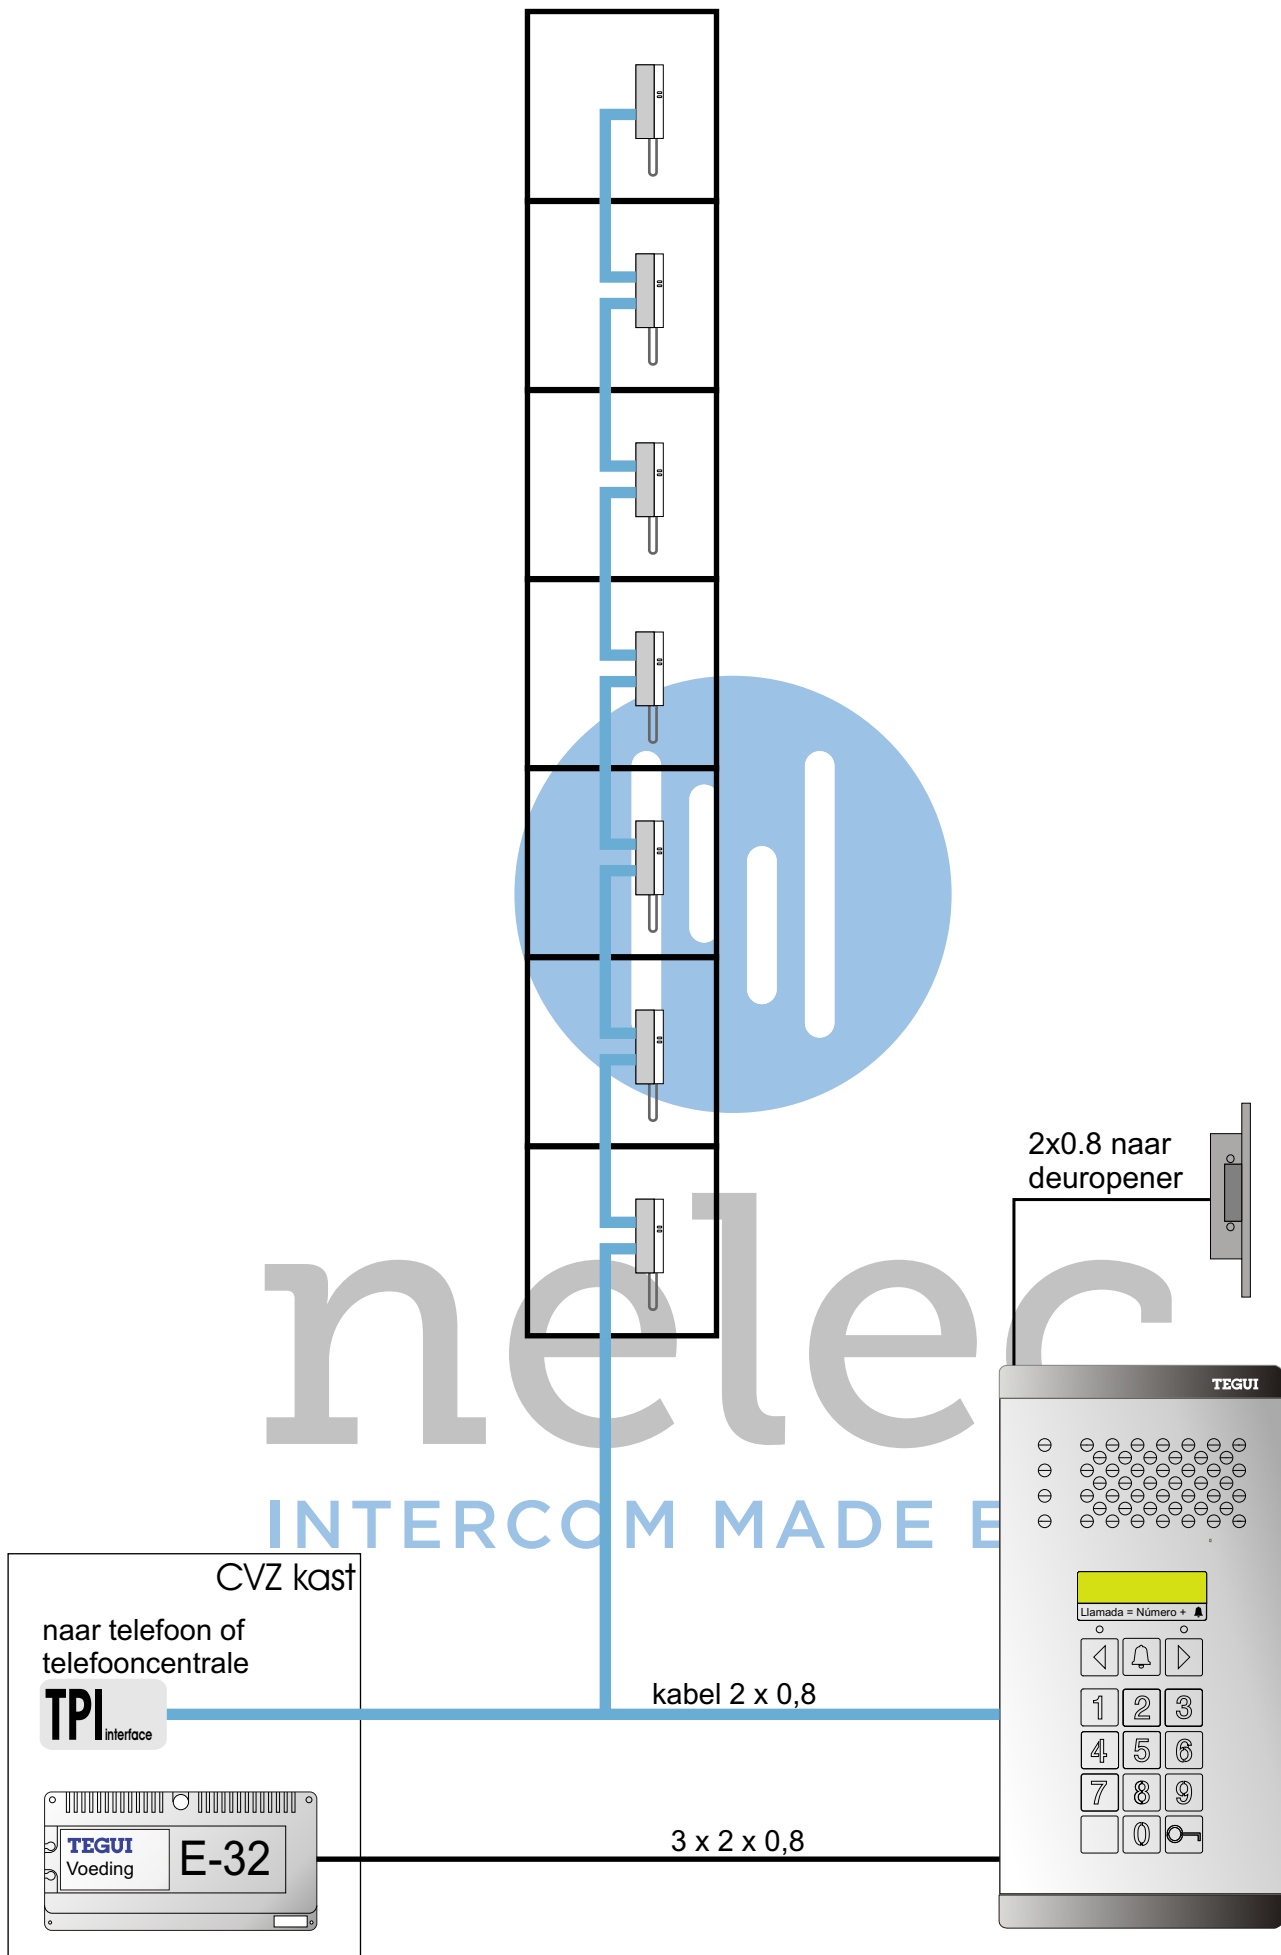 2x0.8 naar
deuropener
nelec
TEGUI
INTERCOM MADE E
CVZ kast
naar telefoon of
telefooncentrale
TPI interface
kabel 2 x 0,8
Llamada = Número +
1 2 3
4 5 6
7 8 9
0
TEGUI
Voeding
E-32
3 x 2 x 0,8